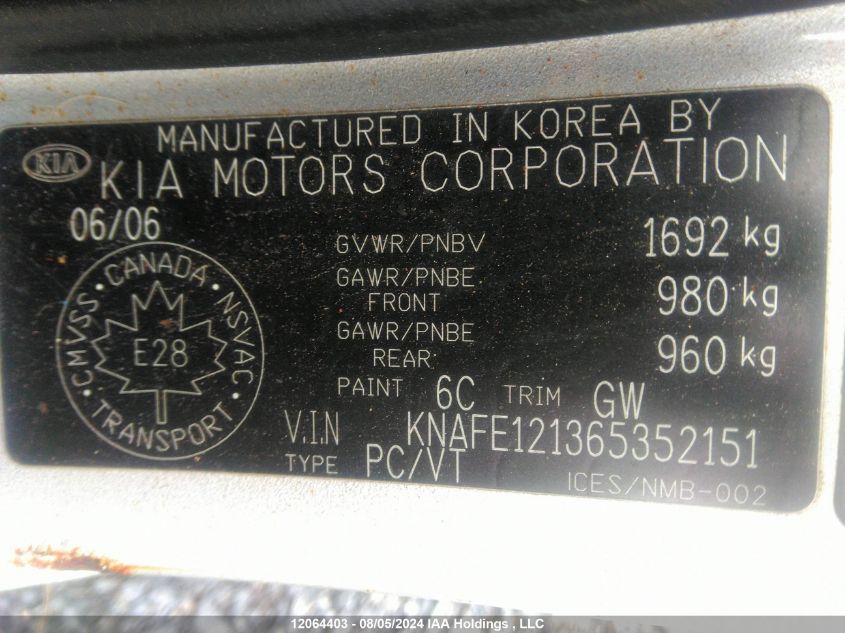 MANUFACTURED IN KOREA BY
KIA KIA MOTORS CORPORATION
06/06
GVWR/PNBV 1692 kg
GAWR/PNBE FRONT 980 kg
GAWR/PNBE REAR: 960 kg
CMVSS • CANADA • NSVAC • TRANSPORT •
E28
PAINT 6C TRIM GW
V.I.N KNAFE121365352151
TYPE PC/VT
ICES/NMB-002
12064403 - 08/05/2024 IAA Holdings, LLC